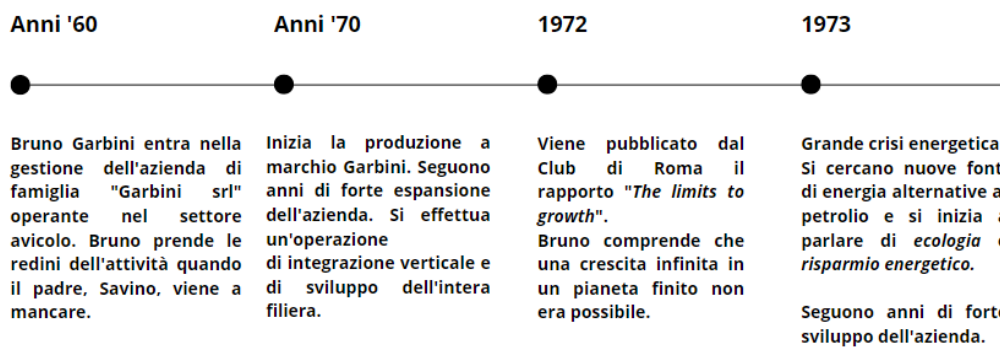 Anni '60
Bruno Garbini entra nella
gestione dell'azienda di
famiglia "Garbini srl"
operante nel settore
avicolo. Bruno prende le
redini dell'attività quando
il padre, Savino, viene a
mancare.
Anni '70
Inizia la produzione a
marchio Garbini. Seguono
anni di forte espansione
dell'azienda. Si effettua
un'operazione
di integrazione verticale e
di sviluppo dell'intera
filiera.
1972
Viene pubblicato dal
Club di Roma il
rapporto "The limits to
growth".
Bruno comprende che
una crescita infinita in
un pianeta finito non
era possibile.
1973
Grande crisi energetica
Si cercano nuove font
di energia alternative a
petrolio e si inizia a
parlare di ecologia e
risparmio energetico.
Seguono anni di forte
sviluppo dell'azienda.